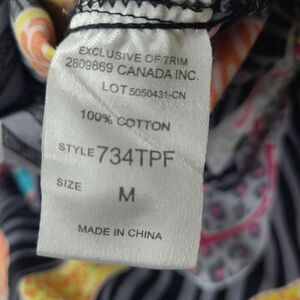 EXCLUSIVE OF TRIM
2809869 CANADA INC.
LOT 5050431-CN
100% COTTON
STYLE 734TPF
SIZE M
MADE IN CHINA